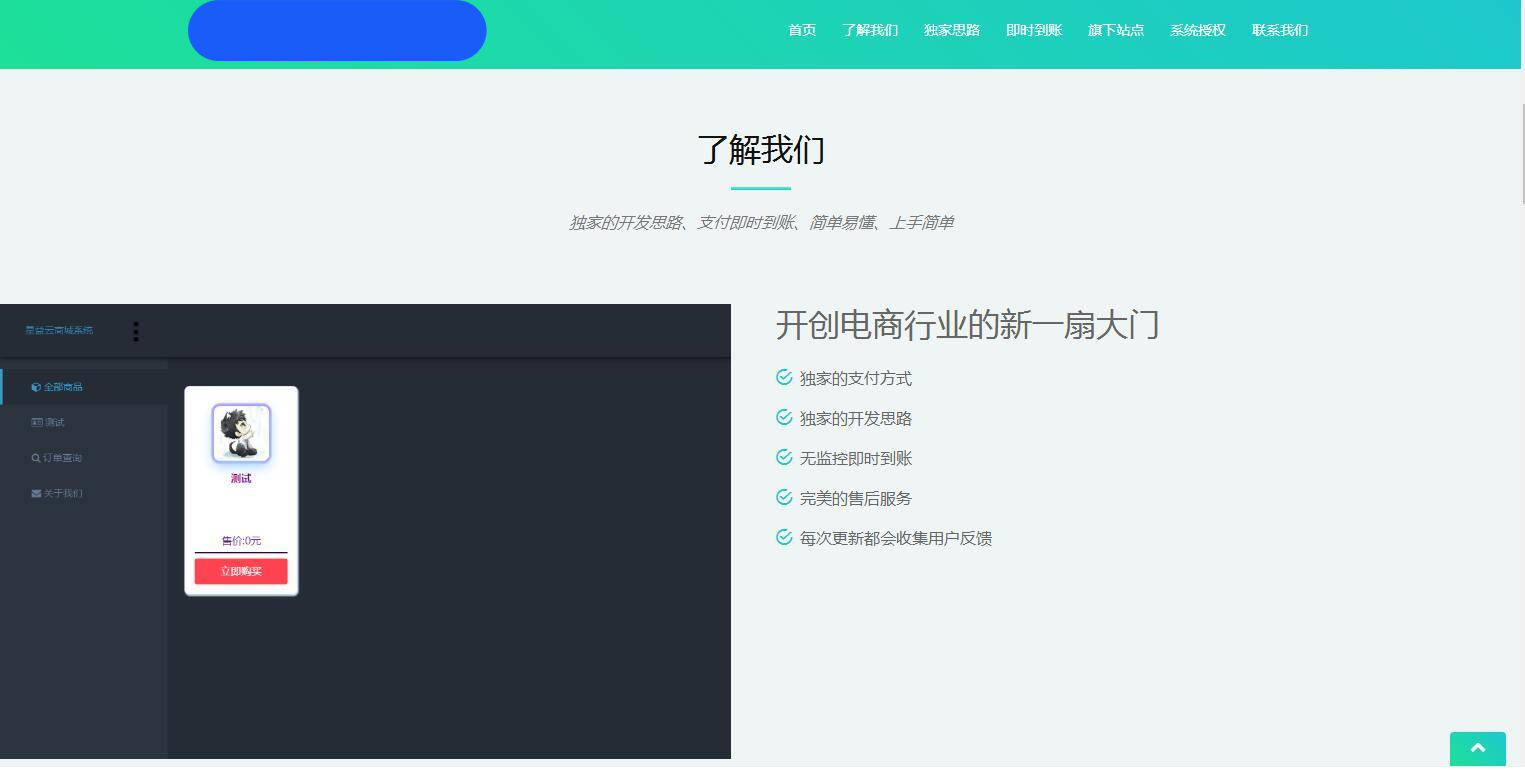 首页 了解我们 独家思路 即时到账 旗下站点 系统授权 联系我们
了解我们
独家的开发思路、支付即时到账、简单易懂、上手简单
星益云商城系统
全部商品
测试
订单查询
关于我们
测试
售价:0元
立即购买
开创电商行业的新一扇大门
独家的支付方式
独家的开发思路
无监控即时到账
完美的售后服务
每次更新都会收集用户反馈